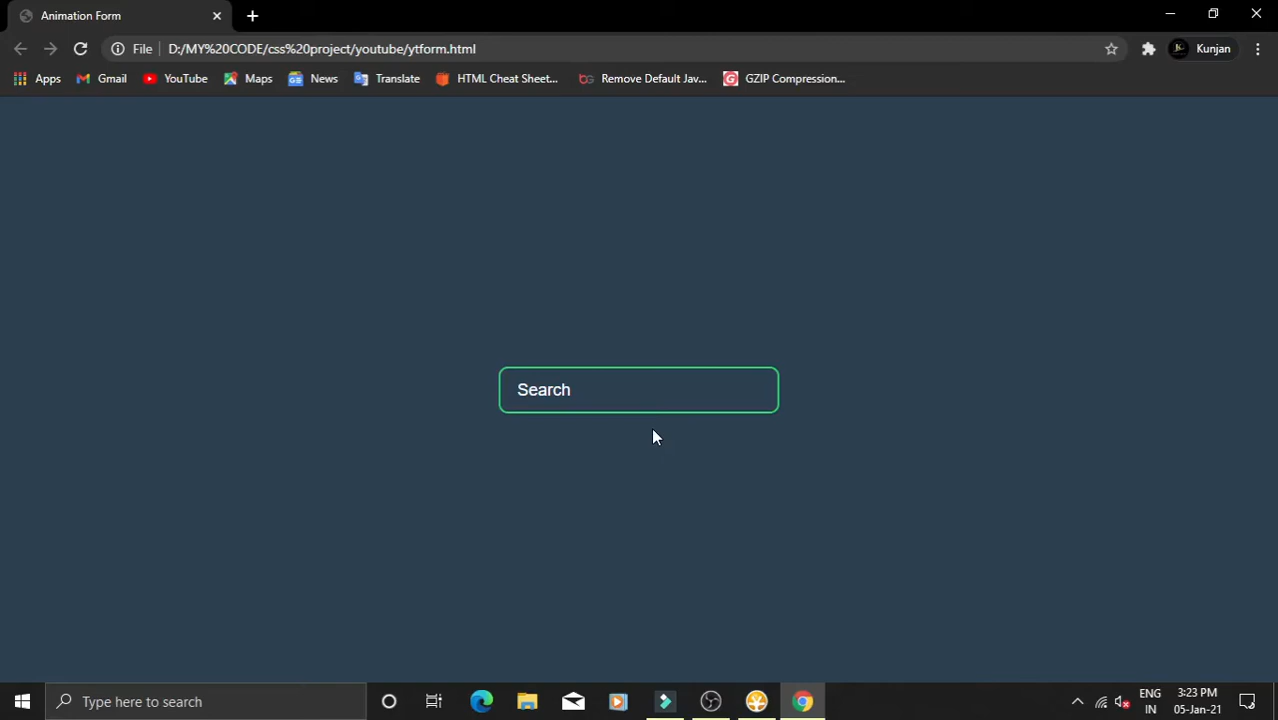 Animation Form
File
D:/MY%20CODE/css%20project/youtube/ytform.html
Kunjan
Apps
Gmail
YouTube
Maps
News
Translate
HTML Cheat Sheet...
Remove Default Jav...
GZIP Compression...
Search
Type here to search
ENG
IN
3:23 PM
05-Jan-21